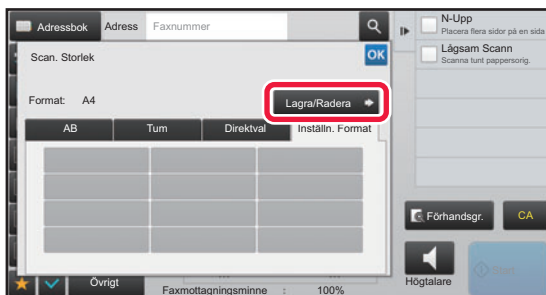 Adressbok
Adress
Faxnummer
N-Upp
Placera flera sidor på en sida
Lågsam Scann
Scanna tunt pappersorig.
Scan. Storlek
OK
Format: A4
Lagra/Radera
AB
Tum
Direktval
Inställn. Format
Förhandsgr.
CA
Högtalare
Start
Övrigt
Faxmottagningsminne : 100%